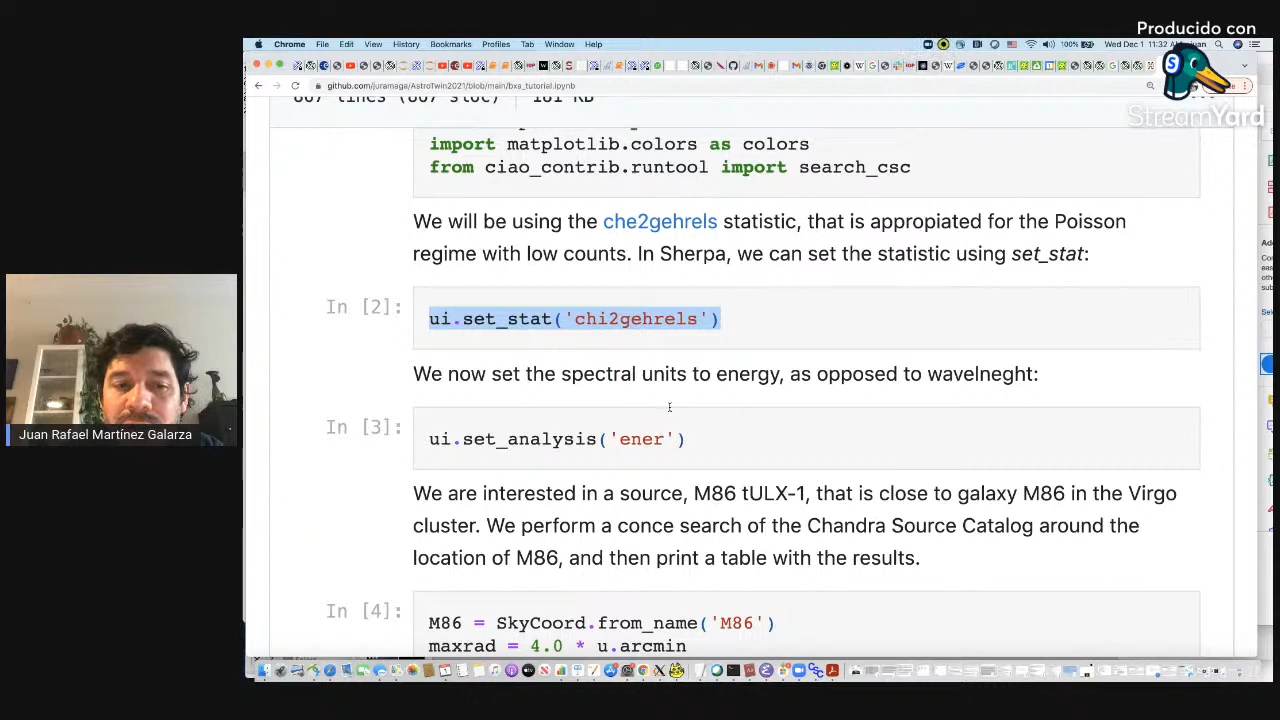 Producido con
StreamYard
Chrome File Edit View History Bookmarks Profiles Tab Window Help
100% Wed Dec 1 11:32
github.com/juramaga/AstroTwin2021/blob/main/bxa_tutorial.ipynb
import matplotlib.colors as colors
from ciao_contrib.runtool import search_csc
We will be using the che2gehrels statistic, that is appropiated for the Poisson
regime with low counts. In Sherpa, we can set the statistic using set_stat:
In [2]:
ui.set_stat('chi2gehrels')
We now set the spectral units to energy, as opposed to wavelneght:
In [3]:
ui.set_analysis('ener')
We are interested in a source, M86 tULX-1, that is close to galaxy M86 in the Virgo
cluster. We perform a conce search of the Chandra Source Catalog around the
location of M86, and then print a table with the results.
In [4]:
M86 = SkyCoord.from_name('M86')
maxrad = 4.0 * u.arcmin
Juan Rafael Martínez Galarza